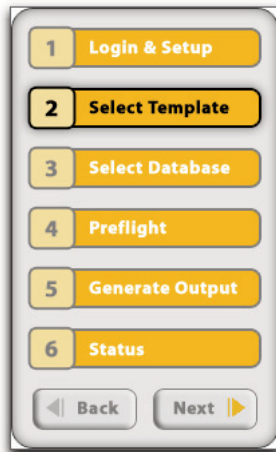 1 Login & Setup
2 Select Template
3 Select Database
4 Preflight
5 Generate Output
6 Status
Back Next